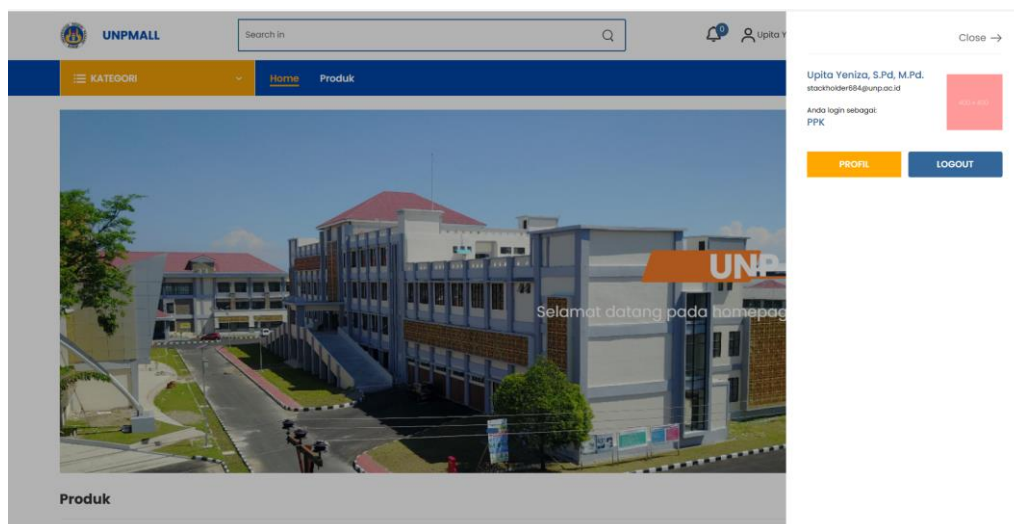 UNPMALL
Search in
0
Upita Y
Close →
KATEGORI
Home
Produk
Upita Yeniza, S.Pd, M.Pd.
stackholder684@unp.ac.id
Anda login sebagai:
PPK
PROFIL
LOGOUT
UNP
Selamat datang pada homepag
Produk